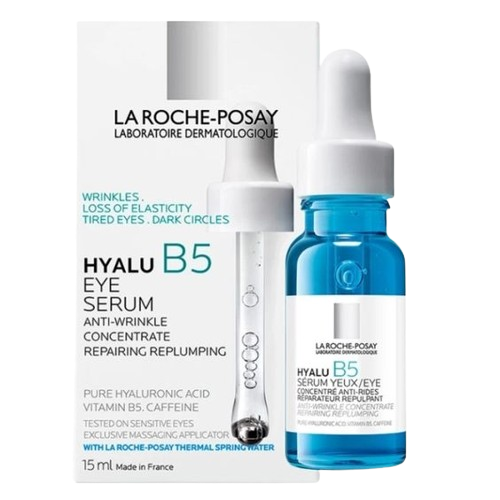 LA ROCHE-POSAY
LABORATOIRE DERMATOLOGIQUE
WRINKLES .
LOSS OF ELASTICITY
TIRED EYES . DARK CIRCLES
HYALU B5
EYE
SERUM
ANTI-WRINKLE
CONCENTRATE
REPAIRING REPLUMPING
PURE HYALURONIC ACID
VITAMIN B5. CAFFEINE
TESTED ON SENSITIVE EYES
EXCLUSIVE MASSAGING APPLICATOR
WITH LA ROCHE-POSAY THERMAL SPRING WATER
15 ml Made in France
LA ROCHE-POSAY
LABORATOIRE DERMATOLOGIQUE
HYALU B5
SÉRUM YEUX/EYE
CONCENTRÉ ANTI-RIDES
RÉPARATEUR REPULPANT
ANTI-WRINKLE CONCENTRATE
REPAIRING REPLUMPING
PURE HYALURONIC ACID. VITAMIN B5. CAFFEINE